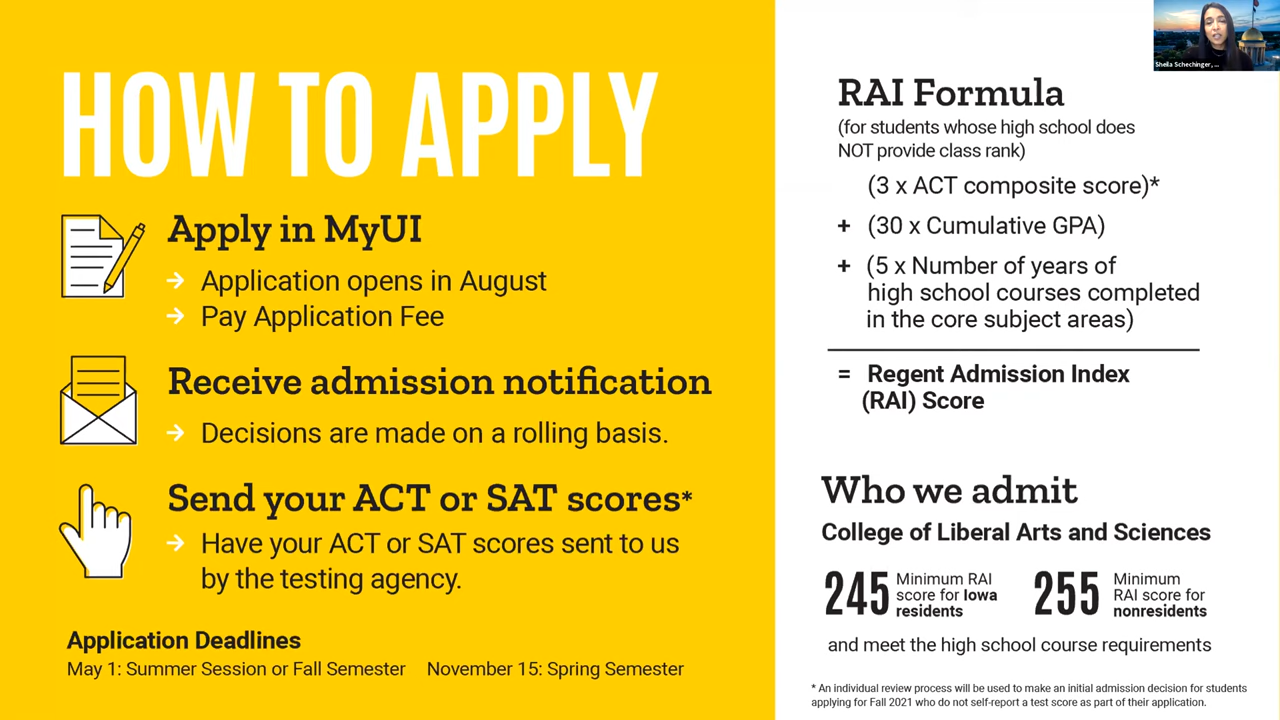 HOW TO APPLY
Apply in MyUI
→ Application opens in August
→ Pay Application Fee
Receive admission notification
→ Decisions are made on a rolling basis.
Send your ACT or SAT scores*
→ Have your ACT or SAT scores sent to us
by the testing agency.
Application Deadlines
May 1: Summer Session or Fall Semester November 15: Spring Semester
Sheila Schechinger, ...
RAI Formula
(for students whose high school does
NOT provide class rank)
(3 x ACT composite score)*
+ (30 x Cumulative GPA)
+ (5 x Number of years of
high school courses completed
in the core subject areas)
= Regent Admission Index
(RAI) Score
Who we admit
College of Liberal Arts and Sciences
245 Minimum RAI
score for Iowa
residents
255 Minimum
RAI score for
nonresidents
and meet the high school course requirements
* An individual review process will be used to make an initial admission decision for students
applying for Fall 2021 who do not self-report a test score as part of their application.